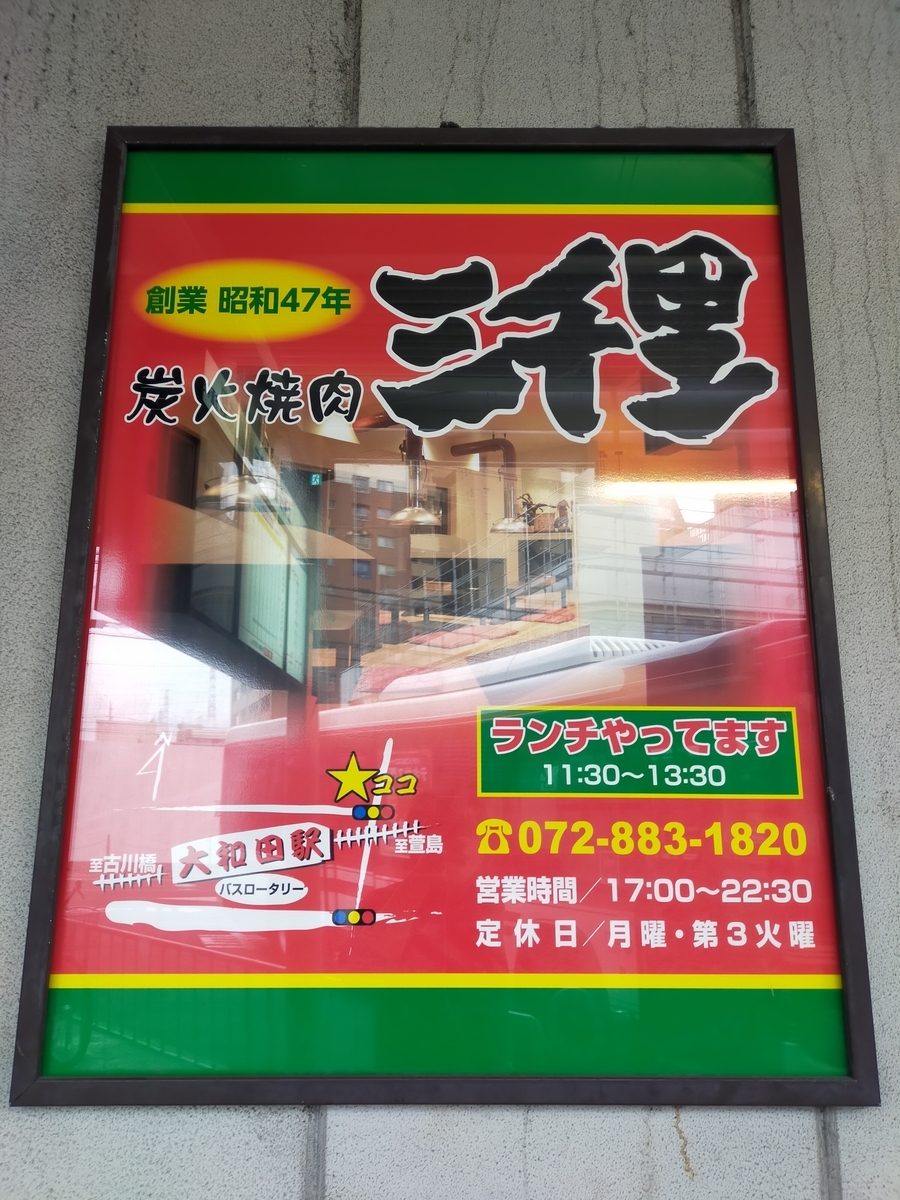 創業 昭和47年
三千里
炭火焼肉
ランチやってます
11:30〜13:30
☎072-883-1820
営業時間／17:00〜22:30
定休日／月曜・第3火曜
ココ
至古川橋
大和田駅
至萱島
バスロータリー